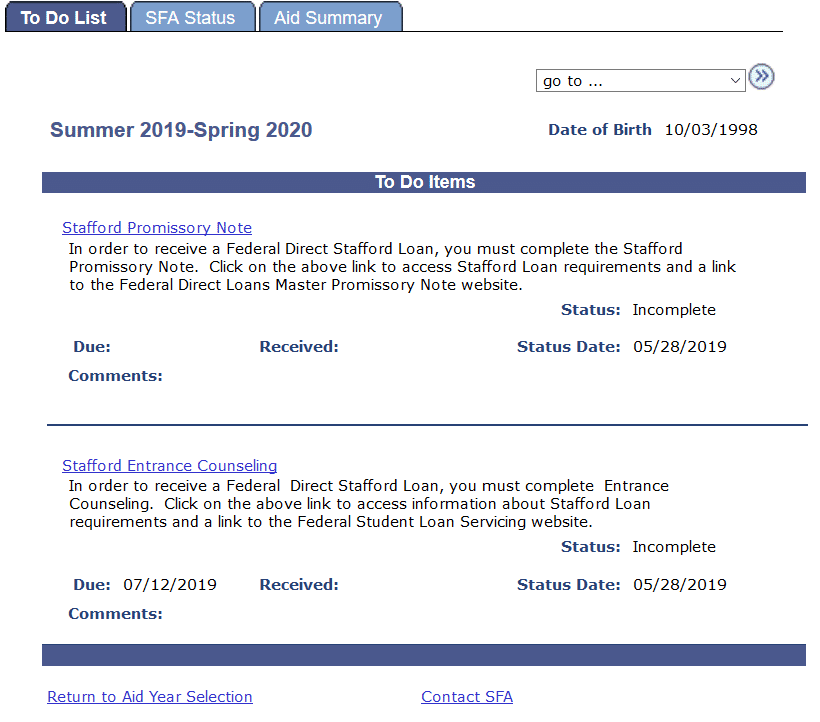 To Do List SFA Status Aid Summary
go to ...
Summer 2019-Spring 2020 Date of Birth 10/03/1998
To Do Items
Stafford Promissory Note
In order to receive a Federal Direct Stafford Loan, you must complete the Stafford
Promissory Note. Click on the above link to access Stafford Loan requirements and a link
to the Federal Direct Loans Master Promissory Note website.
Status: Incomplete
Due: Received: Status Date: 05/28/2019
Comments:
Stafford Entrance Counseling
In order to receive a Federal Direct Stafford Loan, you must complete Entrance
Counseling. Click on the above link to access information about Stafford Loan
requirements and a link to the Federal Student Loan Servicing website.
Status: Incomplete
Due: 07/12/2019 Received: Status Date: 05/28/2019
Comments:
Return to Aid Year Selection Contact SFA